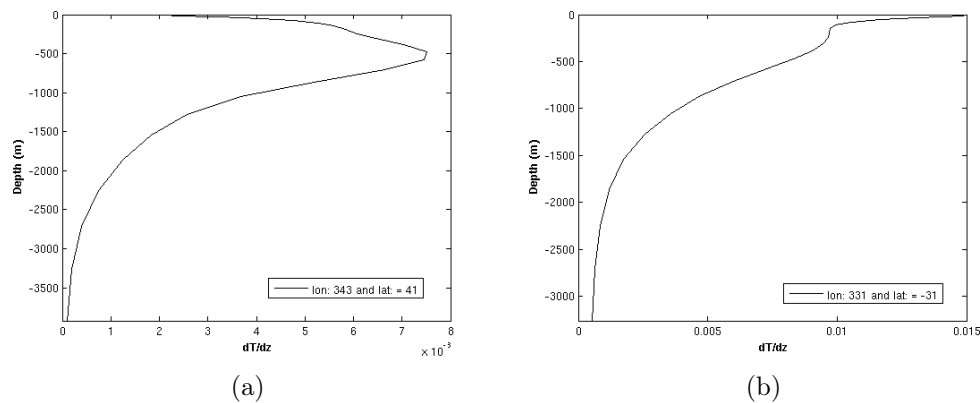 0
-500
-1000
-1500
-2000
-2500
-3000
-3500
Depth (m)
lon: 343 and lat: = 41
0 1 2 3 4 5 6 7 8
dT/dz
× 10⁻³
(a)
0
-500
-1000
-1500
-2000
-2500
-3000
Depth (m)
lon: 331 and lat: = -31
0 0.005 0.01 0.015
dT/dz
(b)